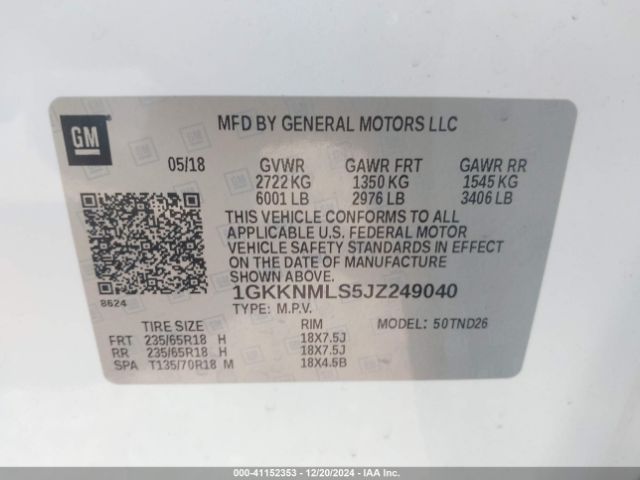 GM
MFD BY GENERAL MOTORS LLC
05/18 GVWR GAWR FRT GAWR RR
2722 KG 1350 KG 1545 KG
6001 LB 2976 LB 3406 LB
THIS VEHICLE CONFORMS TO ALL
APPLICABLE U.S. FEDERAL MOTOR
VEHICLE SAFETY STANDARDS IN EFFECT
ON THE DATE OF MANUFACTURE
SHOWN ABOVE.
8624
1GKKNMLS5JZ249040
TYPE: M.P.V.
TIRE SIZE RIM MODEL: 50TND26
FRT 235/65R18 H 18X7.5J
RR 235/65R18 H 18X7.5J
SPA T135/70R18 M 18X4.5B
000-41152353 - 12/20/2024 - IAA Inc.